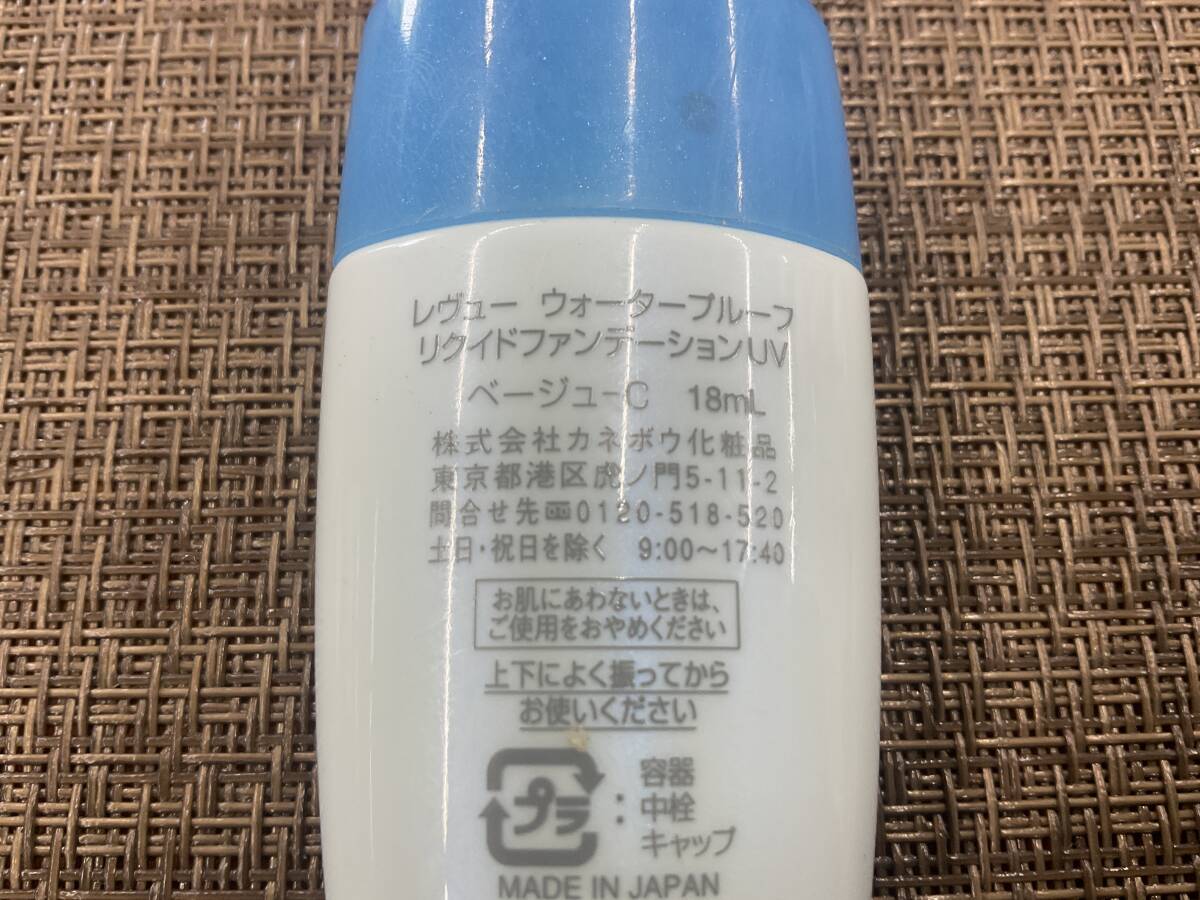 レヴュー ウォータープルーフ
リクイドファンデーションUV
ベージュ-C 18mL
株式会社カネボウ化粧品
東京都港区虎ノ門5-11-2
問合せ先 0120-518-520
土日・祝日を除く 9:00〜17:40
お肌にあわないときは、
ご使用をおやめください
上下によく振ってから
お使いください
プラ : 容器
中栓
キャップ
MADE IN JAPAN